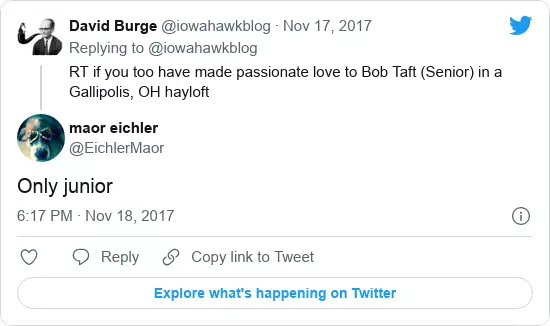 David Burge @iowahawkblog · Nov 17, 2017
Replying to @iowahawkblog
RT if you too have made passionate love to Bob Taft (Senior) in a
Gallipolis, OH hayloft
maor eichler
@EichlerMaor
Only junior
6:17 PM · Nov 18, 2017
Reply
Copy link to Tweet
Explore what's happening on Twitter